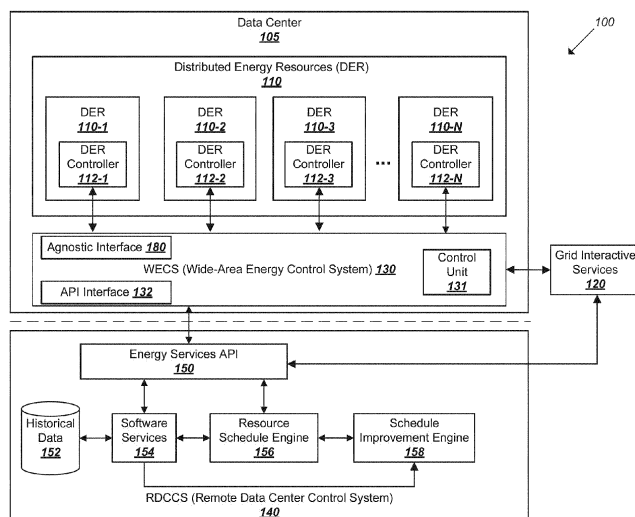 Data Center
105
100
Distributed Energy Resources (DER)
110
DER
110-1
DER
Controller
112-1
DER
110-2
DER
Controller
112-2
DER
110-3
DER
Controller
112-3
...
DER
110-N
DER
Controller
112-N
Agnostic Interface 180
WECS (Wide-Area Energy Control System) 130
API Interface 132
Control
Unit
131
Grid Interactive
Services
120
Energy Services API
150
Historical
Data
152
Software
Services
154
Resource
Schedule Engine
156
Schedule
Improvement Engine
158
RDCCS (Remote Data Center Control System)
140